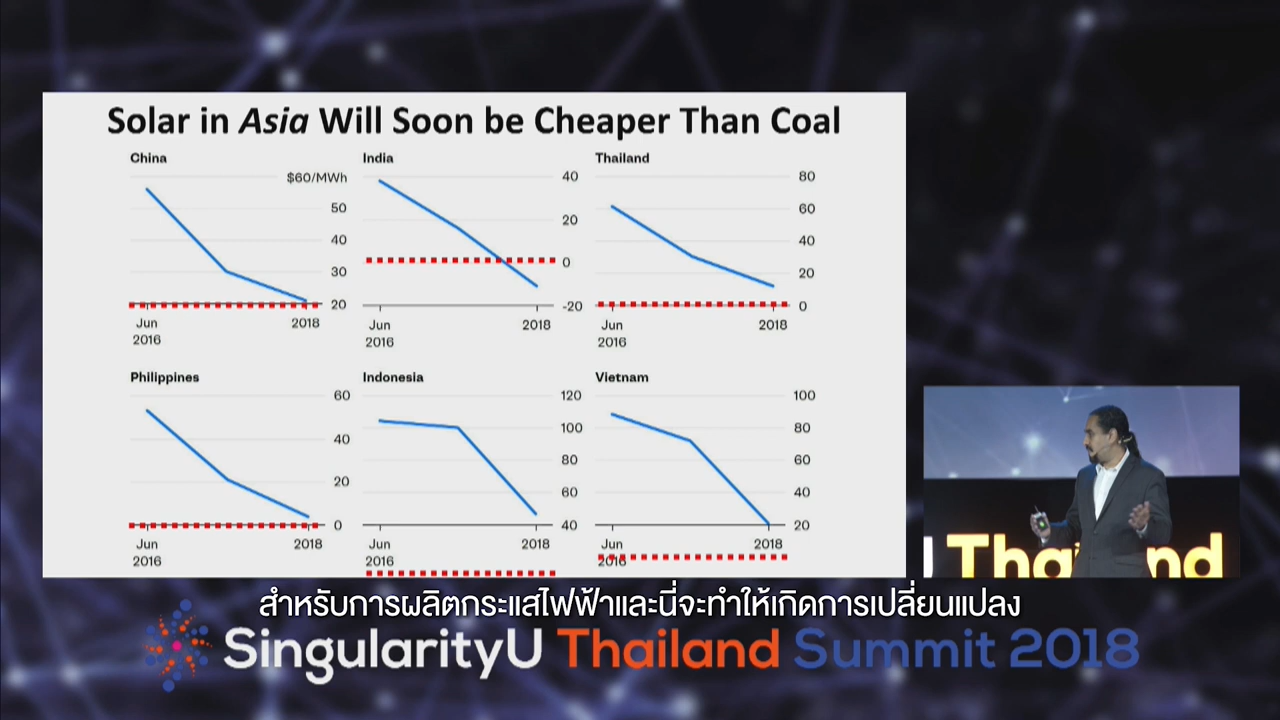 Solar in Asia Will Soon be Cheaper Than Coal
China
$60/MWh
50
40
30
20
Jun
2016
2018
India
40
20
0
-20
Jun
2016
2018
Thailand
80
60
40
20
0
Jun
2016
2018
Philippines
60
40
20
0
Jun
2016
2018
Indonesia
120
100
80
60
40
Jun
2016
2018
Vietnam
100
80
60
40
20
Jun
2016
2018
U Thailand
สำหรับการผลิตกระแสไฟฟ้าและนี่จะทำให้เกิดการเปลี่ยนแปลง
SingularityU Thailand Summit 2018